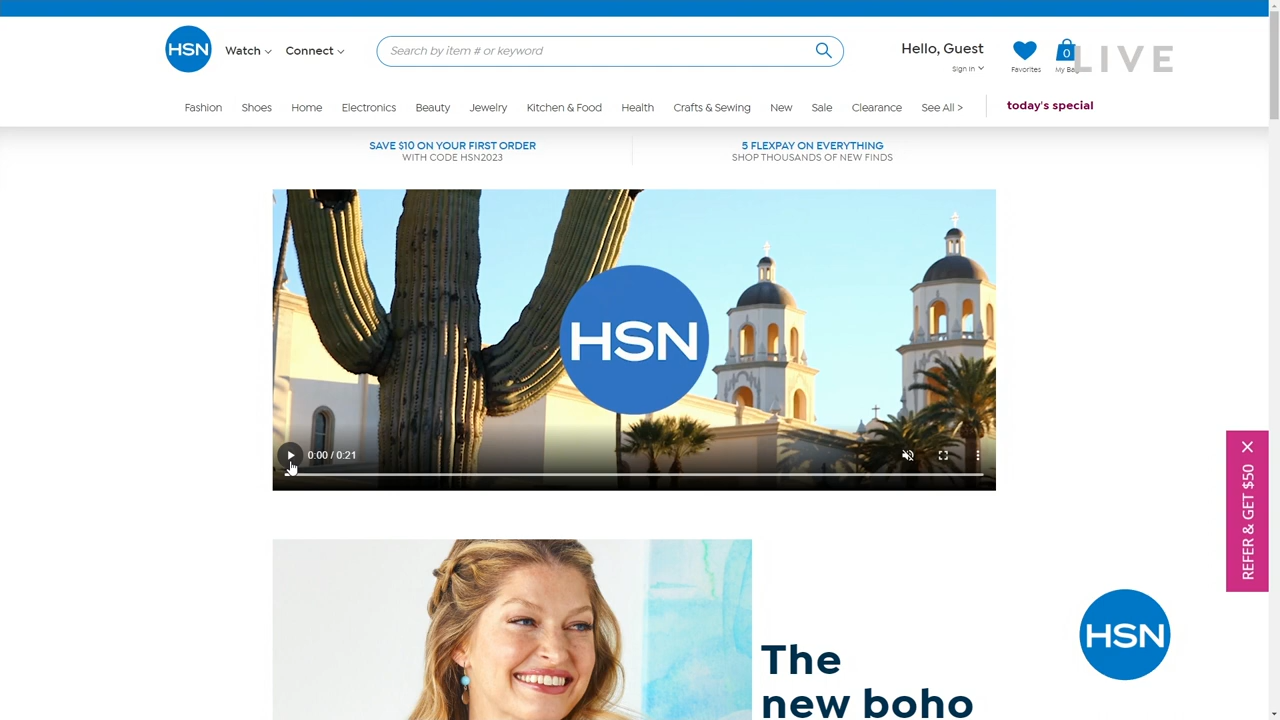 HSN
Watch
Connect
Search by item # or keyword
Hello, Guest
Sign in
Favorites
0
My Ba
LIVE
Fashion
Shoes
Home
Electronics
Beauty
Jewelry
Kitchen & Food
Health
Crafts & Sewing
New
Sale
Clearance
See All >
today's special
SAVE $10 ON YOUR FIRST ORDER
WITH CODE HSN2023
5 FLEXPAY ON EVERYTHING
SHOP THOUSANDS OF NEW FINDS
HSN
0:00 / 0:21
REFER & GET $50
The
new boho
HSN